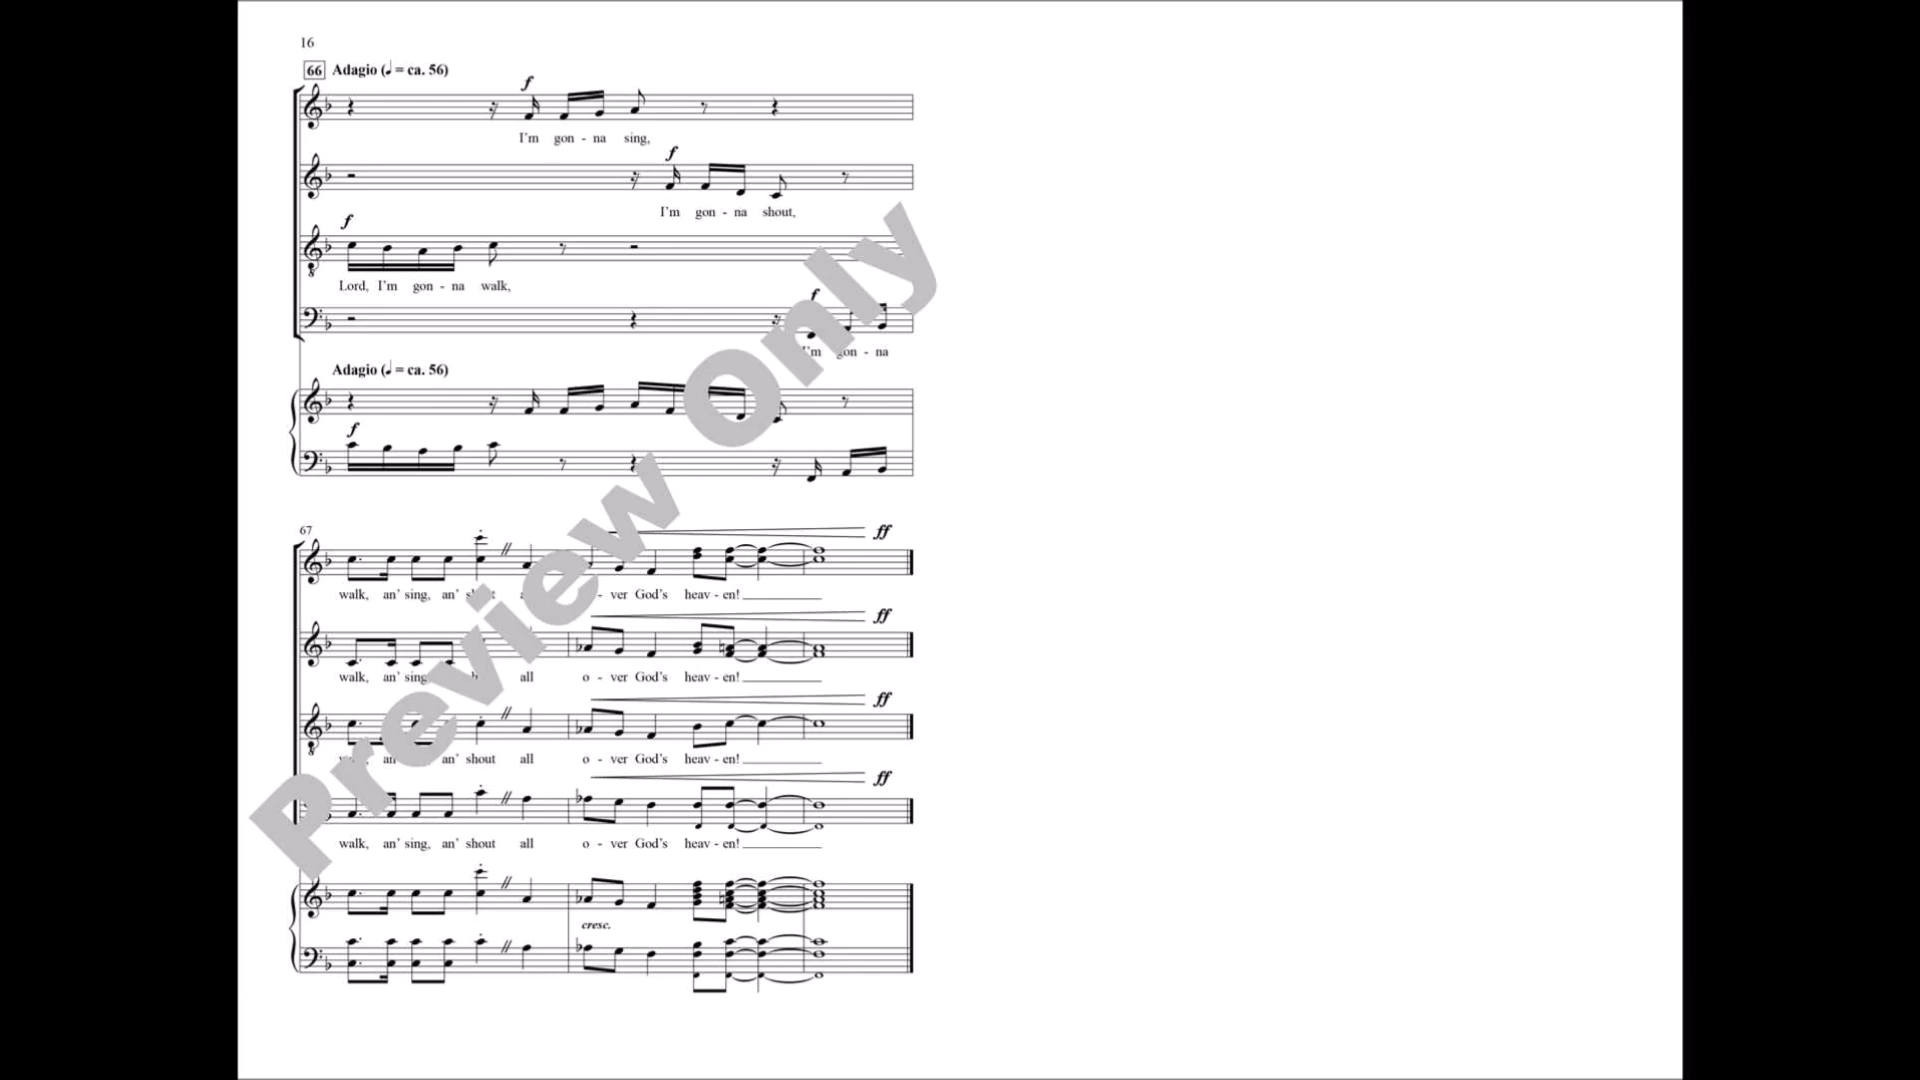 16
66 Adagio (♩ = ca. 56)
f
I'm gon - na sing,
f
I'm gon - na shout,
f
Lord, I'm gon - na walk,
f
gon - na
Adagio (♩ = ca. 56)
f
Preview Only
67
ff
walk, an' sing, an' - ver God's heav - en!
ff
walk, an' sing all o - ver God's heav - en!
ff
an' shout all o - ver God's heav - en!
ff
walk, an' sing, an' shout all o - ver God's heav - en!
cresc.